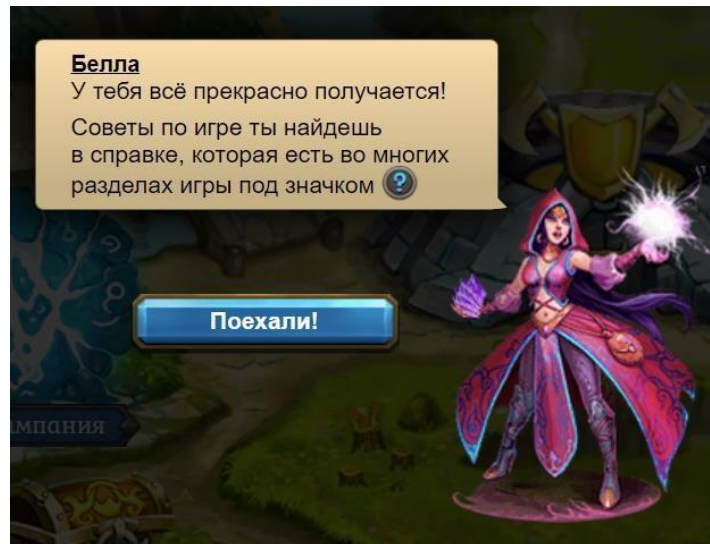 Белла
У тебя всё прекрасно получается!
Советы по игре ты найдешь
в справке, которая есть во многих
разделах игры под значком ?
Поехали!
мпания